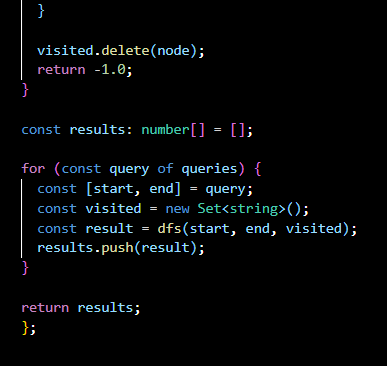 }
visited.delete(node);
return -1.0;
}
const results: number[] = [];
for (const query of queries) {
const [start, end] = query;
const visited = new Set<string>();
const result = dfs(start, end, visited);
results.push(result);
}
return results;
};